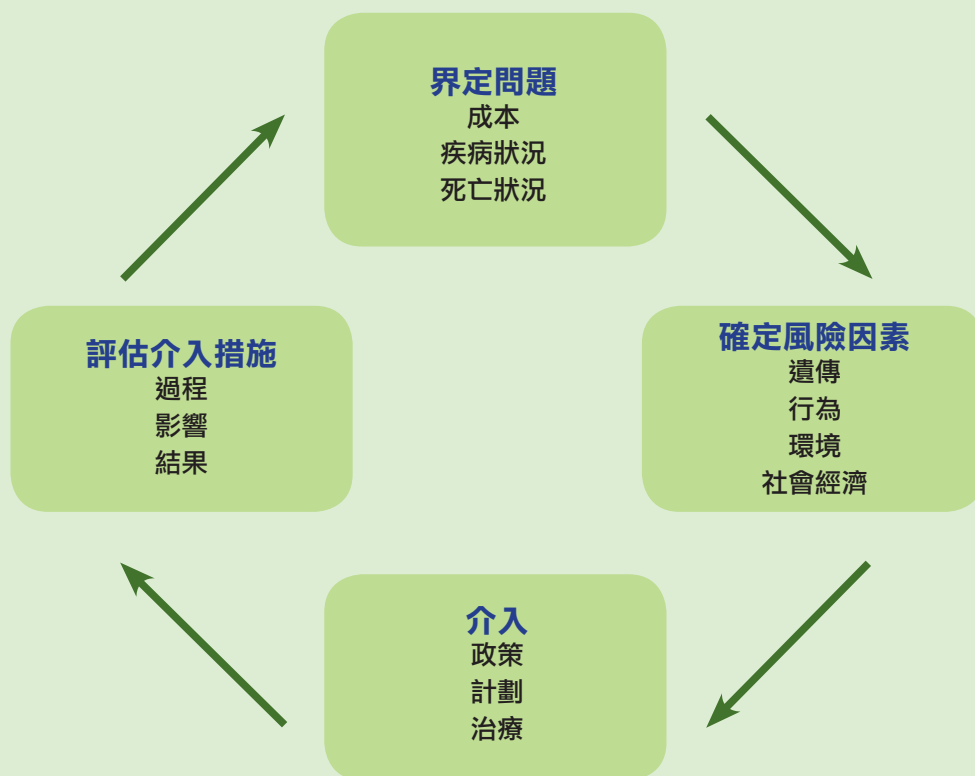 界定問題
成本
疾病狀況
死亡狀況
確定風險因素
遺傳
行為
環境
社會經濟
介入
政策
計劃
治療
評估介入措施
過程
影響
結果